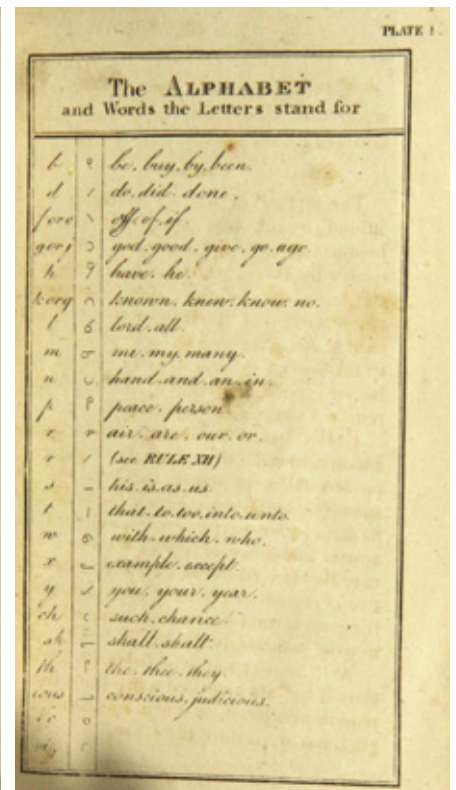 PLATE 1.
The ALPHABET
and Words the Letters stand for
b be. buy. by. been.
d do. did. done.
f or v off. of. if.
g or j god. good. give. go. ago.
h have. he.
k or q known. knew. know. no.
l lord. all.
m me. my. many.
n hand. and. an. in.
p peace. person.
r air. are. our. or.
r (see RULE XII)
s his. is. as. us.
t that. to. too. into. unto.
w with. which. who.
x example. accept.
y you. your. year.
ch such. chance.
sh shall. shalt.
th the. thee. they.
ious conscious. judicious.